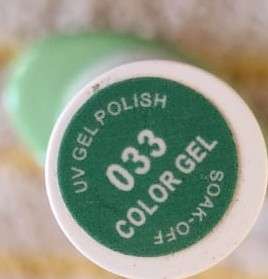 UV GEL POLISH
033
COLOR GEL
SOAK-OFF